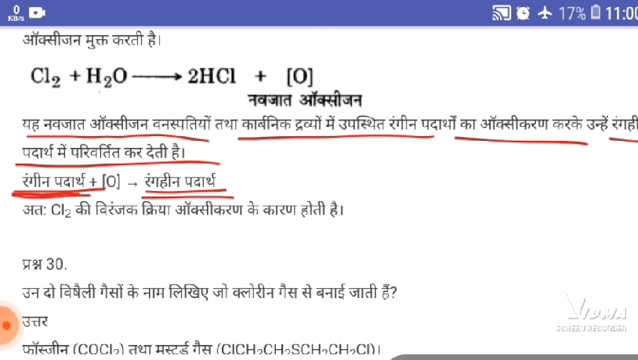 0
KB/s
17%
11:00
ऑक्सीजन मुक्त करती है।
Cl₂ + H₂O ⟶ 2HCl + [O]
नवजात ऑक्सीजन
यह नवजात ऑक्सीजन वनस्पतियों तथा कार्बनिक द्रव्यों में उपस्थित रंगीन पदार्थों का ऑक्सीकरण करके उन्हें रंगही
पदार्थ में परिवर्तित कर देती है।
रंगीन पदार्थ + [O] → रंगहीन पदार्थ
अत: Cl₂ की विरंजक क्रिया ऑक्सीकरण के कारण होती है।
प्रश्न 30.
उन दो विषैली गैसों के नाम लिखिए जो क्लोरीन गैस से बनाई जाती हैं?
उत्तर
फॉस्जीन (COCl₂) तथा मस्टर्ड गैस (ClCH₂CH₂SCH₂CH₂Cl)।
VIDMA
SCREEN RECORDER